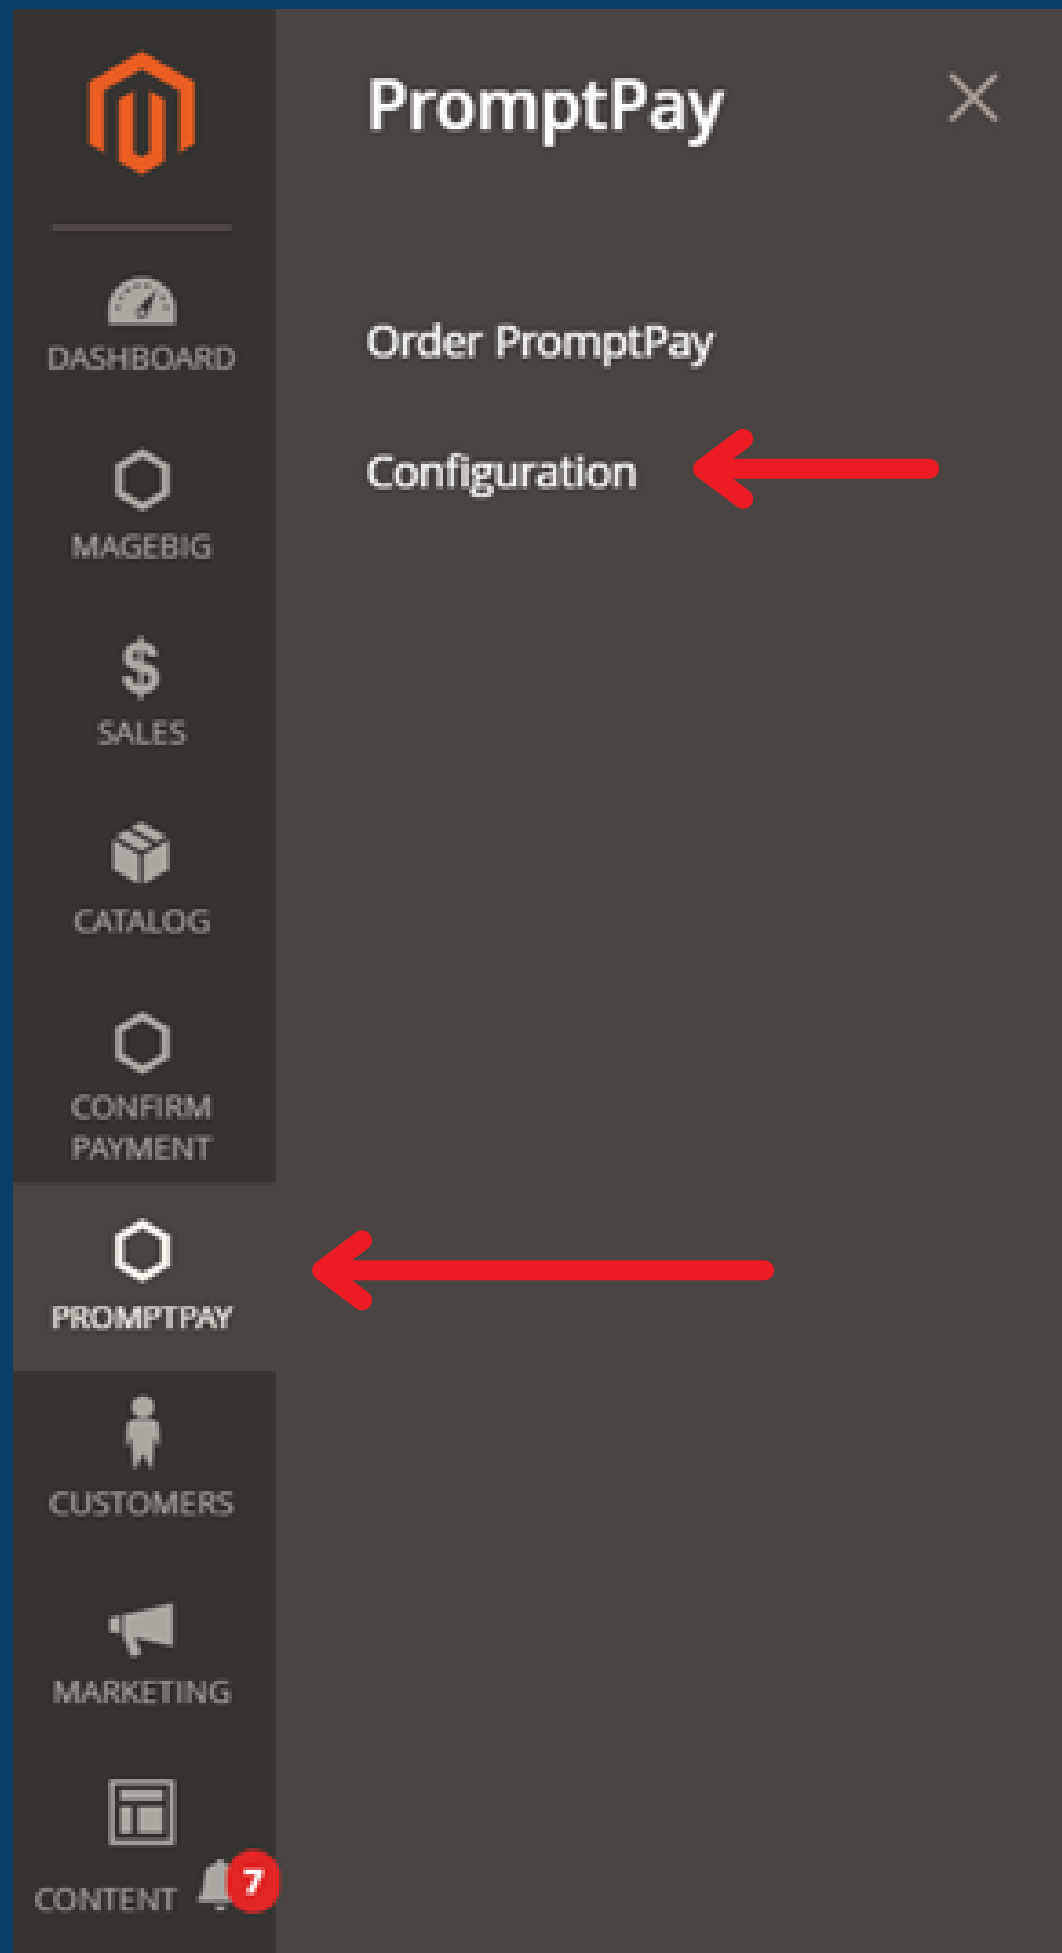 PromptPay
Order PromptPay
Configuration
DASHBOARD
MAGEBIG
SALES
CATALOG
CONFIRM
PAYMENT
PROMPTPAY
CUSTOMERS
MARKETING
CONTENT
7